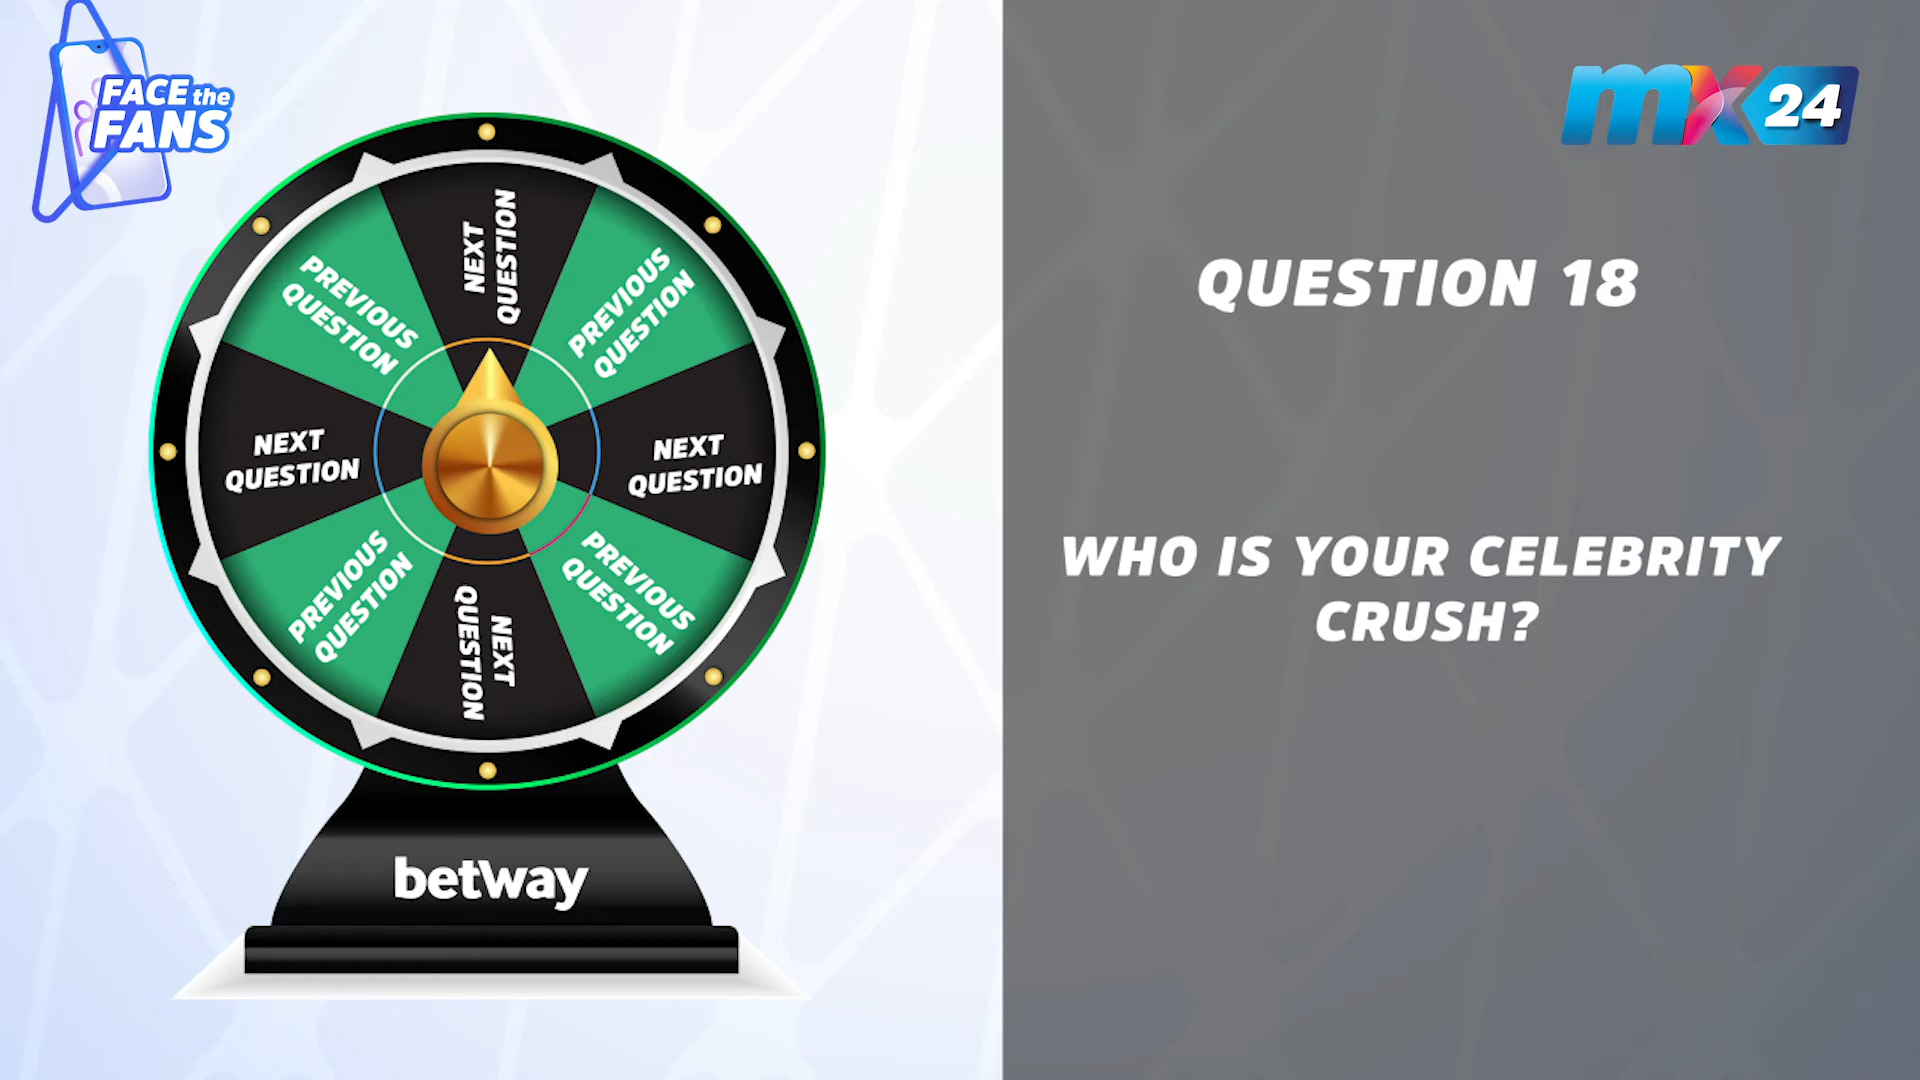 FACE the
FANS
mx24
QUESTION 18
WHO IS YOUR CELEBRITY
CRUSH?
NEXT
QUESTION
PREVIOUS
QUESTION
NEXT
QUESTION
PREVIOUS
QUESTION
NEXT
QUESTION
PREVIOUS
QUESTION
NEXT
QUESTION
PREVIOUS
QUESTION
betway